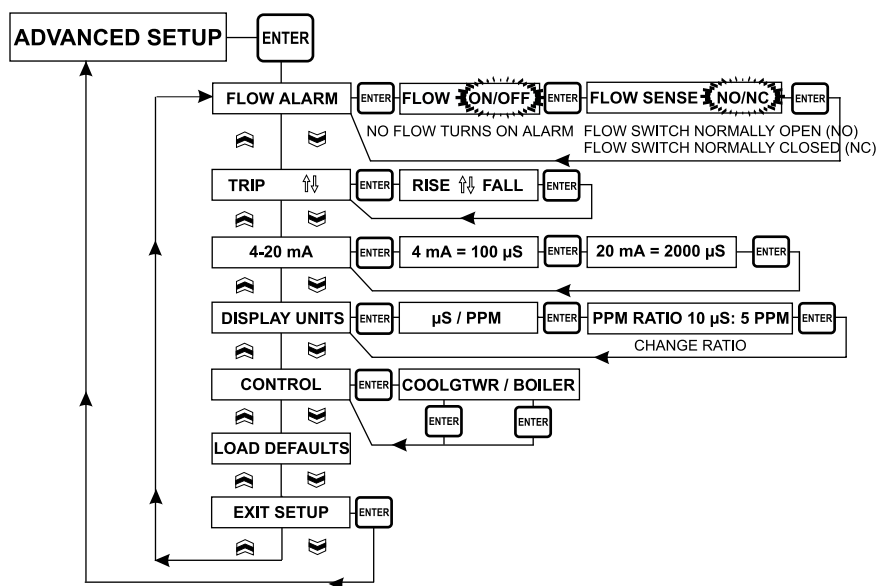 ADVANCED SETUP ENTER
FLOW ALARM ENTER FLOW ON/OFF ENTER FLOW SENSE NO/NC ENTER
NO FLOW TURNS ON ALARM FLOW SWITCH NORMALLY OPEN (NO)
FLOW SWITCH NORMALLY CLOSED (NC)
TRIP ⇑⇓ ENTER RISE ⇑⇓ FALL ENTER
4-20 mA ENTER 4 mA = 100 µS ENTER 20 mA = 2000 µS ENTER
DISPLAY UNITS ENTER µS / PPM ENTER PPM RATIO 10 µS: 5 PPM ENTER
CHANGE RATIO
CONTROL ENTER COOLGTWR / BOILER
ENTER ENTER
LOAD DEFAULTS
EXIT SETUP ENTER